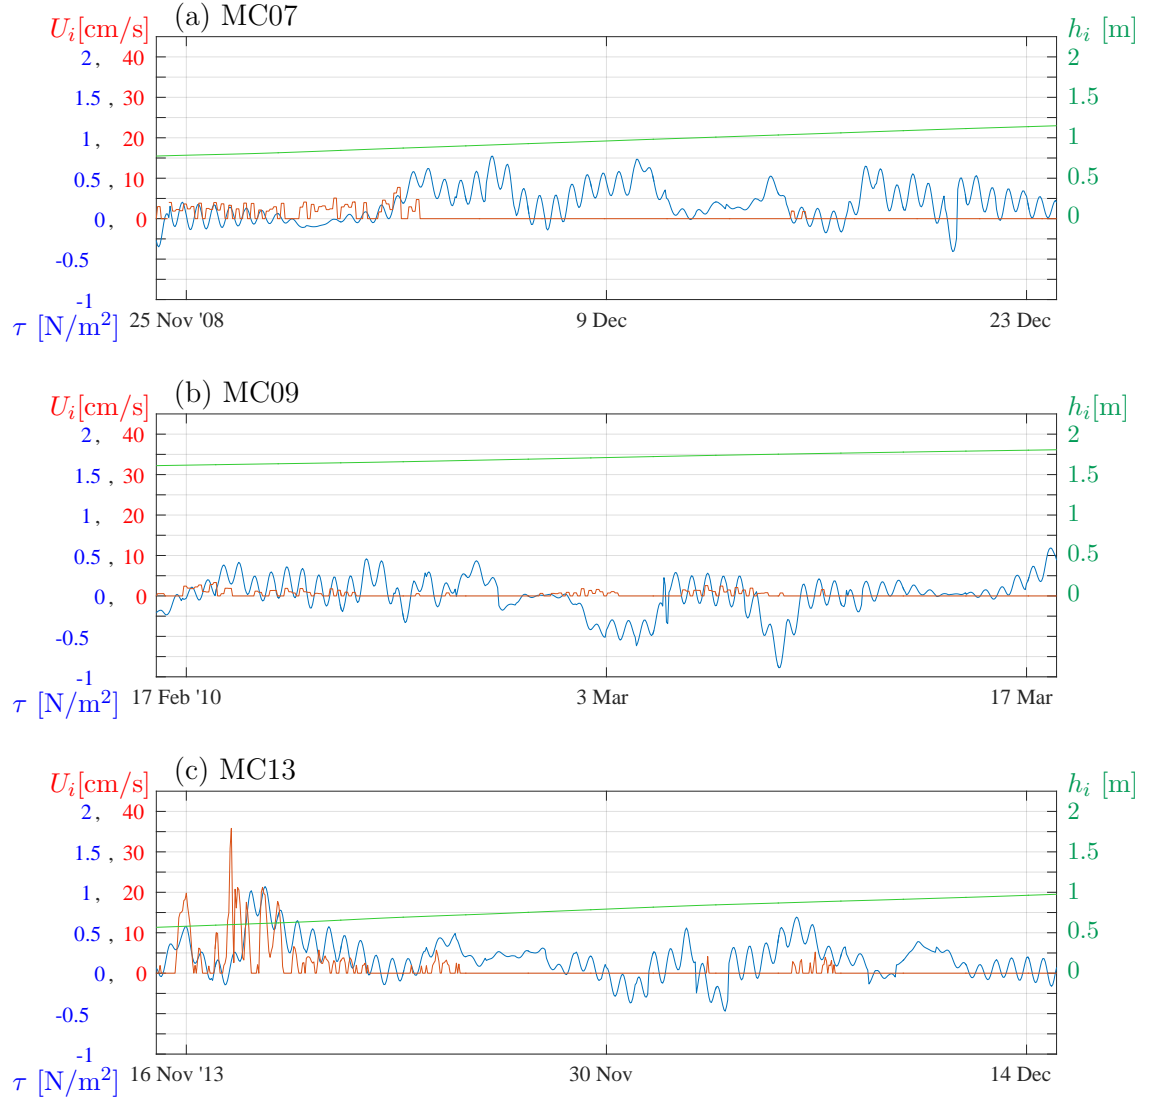 (a) MC07
U_i[cm/s] h_i [m]
2, 40 2
1.5, 30 1.5
1, 20 1
0.5, 10 0.5
0, 0 0
-0.5
-1
τ [N/m²] 25 Nov '08 9 Dec 23 Dec
(b) MC09
U_i[cm/s] h_i[m]
2, 40 2
1.5, 30 1.5
1, 20 1
0.5, 10 0.5
0, 0 0
-0.5
-1
τ [N/m²] 17 Feb '10 3 Mar 17 Mar
(c) MC13
U_i[cm/s] h_i [m]
2, 40 2
1.5, 30 1.5
1, 20 1
0.5, 10 0.5
0, 0 0
-0.5
-1
τ [N/m²] 16 Nov '13 30 Nov 14 Dec